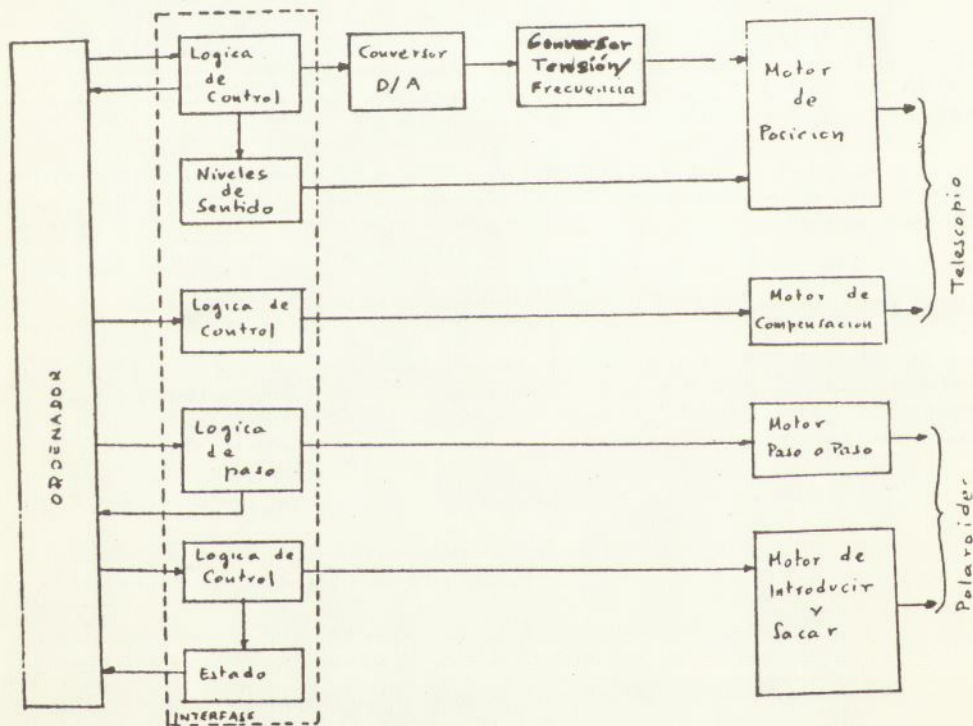 ORDENADOR
Logica
de
Control
Conversor
D/A
Conversor
Tensión/
Frecuencia
Motor
de
Posicion
Niveles
de
Sentido
Telescopio
Logica de
Control
Motor de
Compensacion
Logica
de
paso
Motor
Paso o Paso
Logica de
Control
Motor de
Introducir
y
Sacar
Polaroides
Estado
INTERFASE